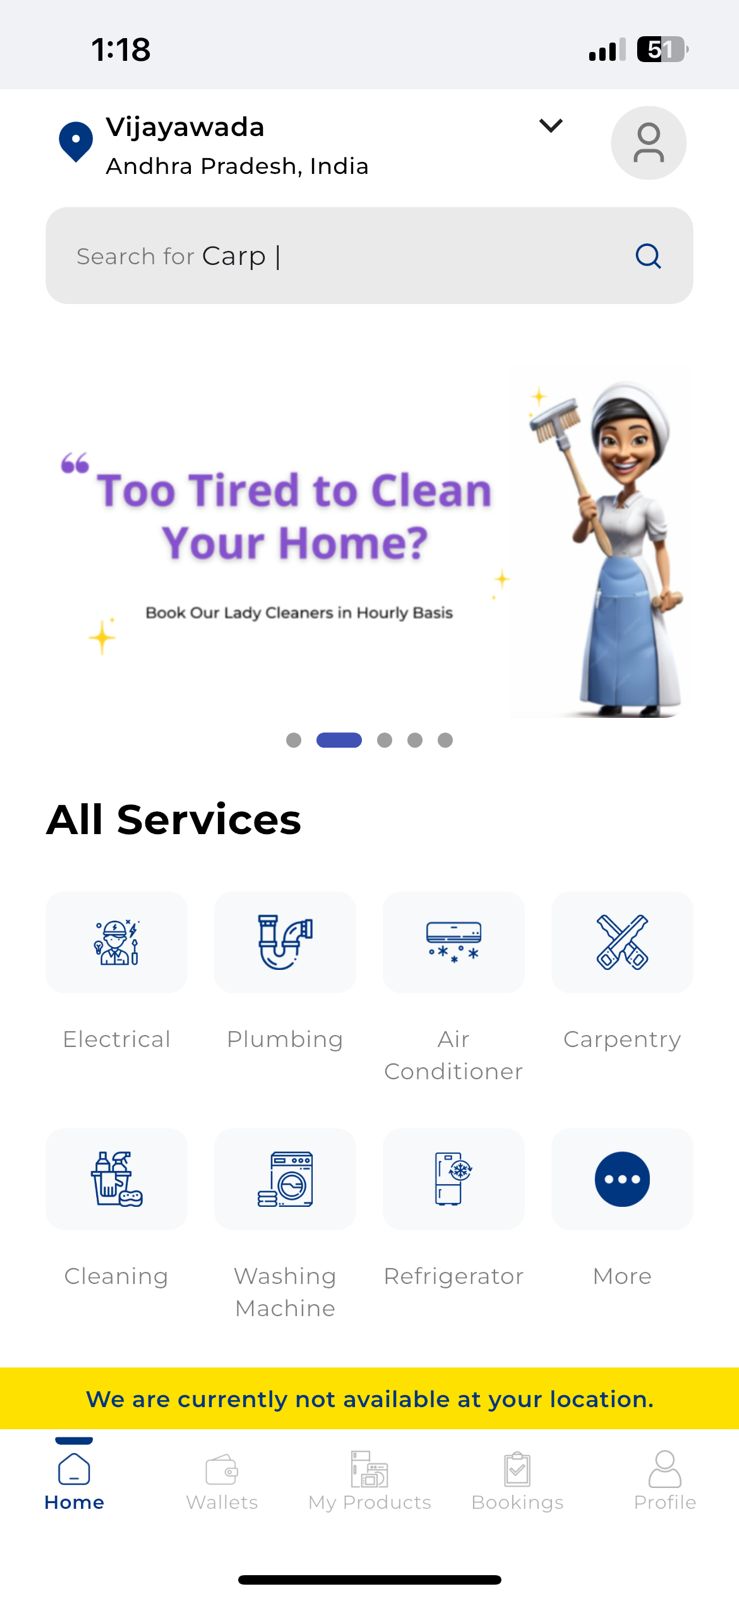 1:18
51
Vijayawada
Andhra Pradesh, India
Search for Carp |
“ Too Tired to Clean
Your Home?
Book Our Lady Cleaners in Hourly Basis
All Services
Electrical
Plumbing
Air
Conditioner
Carpentry
Cleaning
Washing
Machine
Refrigerator
More
We are currently not available at your location.
Home
Wallets
My Products
Bookings
Profile